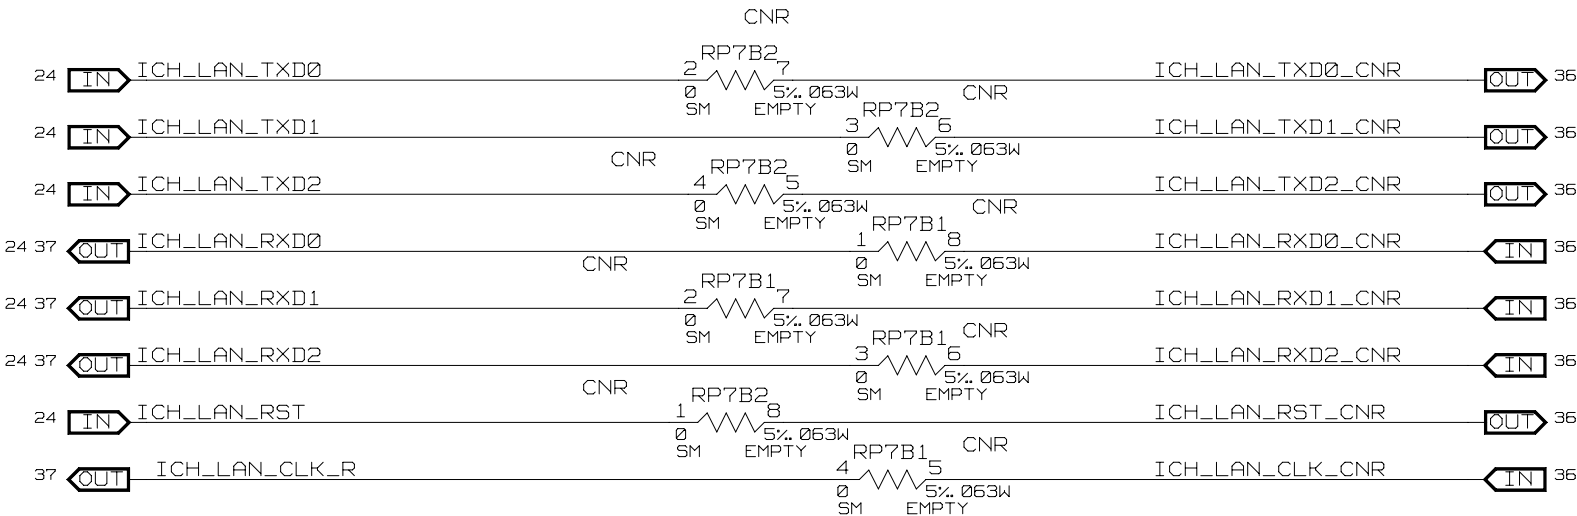 CNR
RP7B2
24 IN ICH_LAN_TXD0 2 7 ICH_LAN_TXD0_CNR OUT 36
0 5%.. 063W CNR
SM EMPTY RP7B2
24 IN ICH_LAN_TXD1 3 6 ICH_LAN_TXD1_CNR OUT 36
0 5%.. 063W
CNR RP7B2 SM EMPTY
24 IN ICH_LAN_TXD2 4 5 ICH_LAN_TXD2_CNR OUT 36
0 5%.. 063W CNR
SM EMPTY RP7B1
24 37 OUT ICH_LAN_RXD0 1 8 ICH_LAN_RXD0_CNR IN 36
CNR 0 5%.. 063W
RP7B1 SM EMPTY
24 37 OUT ICH_LAN_RXD1 2 7 ICH_LAN_RXD1_CNR IN 36
0 5%.. 063W CNR
SM EMPTY RP7B1
24 37 OUT ICH_LAN_RXD2 3 6 ICH_LAN_RXD2_CNR IN 36
0 5%.. 063W
CNR RP7B2 SM EMPTY
24 IN ICH_LAN_RST 1 8 ICH_LAN_RST_CNR OUT 36
0 5%.. 063W CNR
SM EMPTY RP7B1
37 OUT ICH_LAN_CLK_R 4 5 ICH_LAN_CLK_CNR IN 36
0 5%.. 063W
SM EMPTY